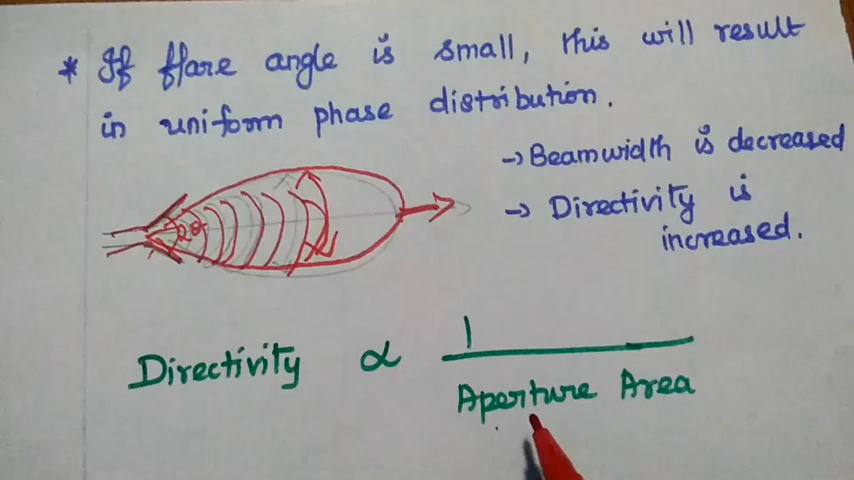 * If flare angle is small, this will result
in uniform phase distribution.
→ Beamwidth is decreased
→ Directivity is
increased.
2θ
Directivity ∝ 1
Aperture Area